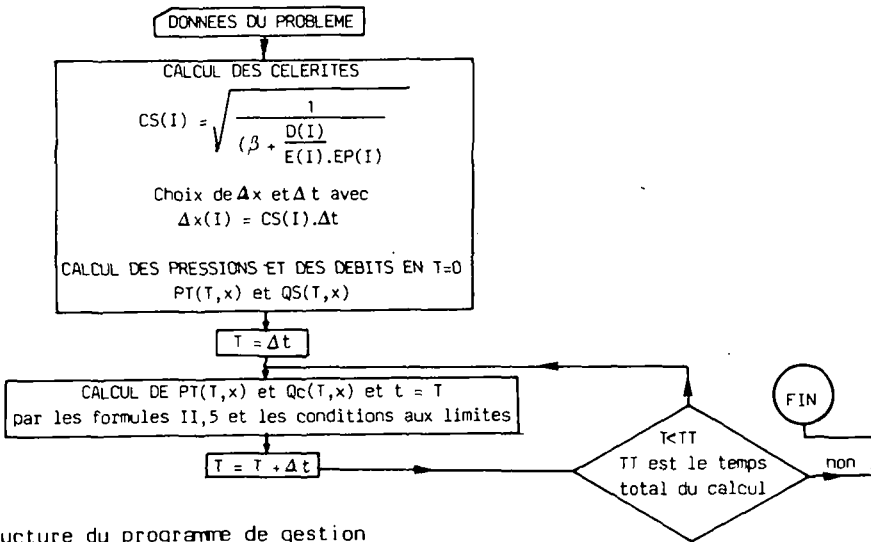 DONNEES DU PROBLEME
CALCUL DES CELERITES
CS(I) = √ 1 / (β + D(I) / E(I).EP(I)
Choix de Δx et Δt avec
Δx(I) = CS(I).Δt
CALCUL DES PRESSIONS ET DES DEBITS EN T=0
PT(T,x) et QS(T,x)
T = Δt
CALCUL DE PT(T,x) et Qc(T,x) et t = T
par les formules II,5 et les conditions aux limites
T = T + Δt
T<TT
TT est le temps
total du calcul
non
FIN
ucture du programme de gestion